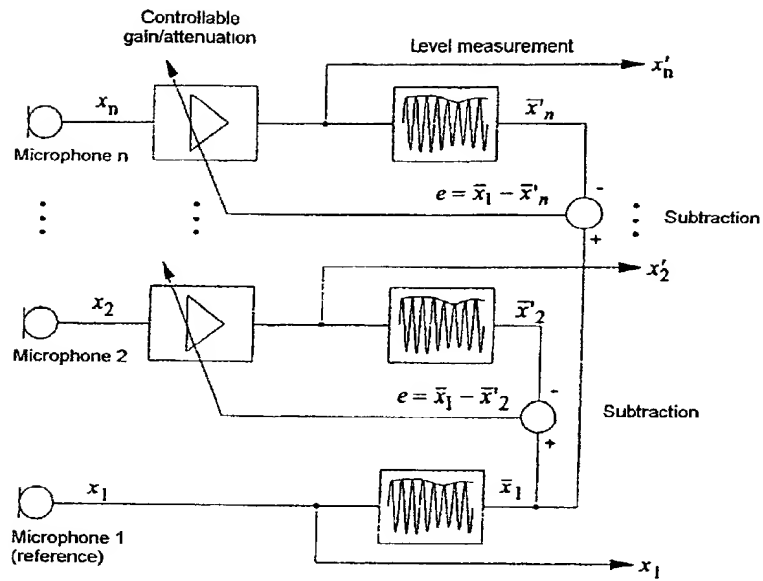 Controllable
gain/attenuation
Level measurement
x'n
xn
x̄'n
Microphone n
e = x̄1 − x̄'n
-
Subtraction
+
x'2
x2
x̄'2
Microphone 2
-
e = x̄1 − x̄'2
Subtraction
+
x1
x̄1
Microphone 1
(reference)
x1